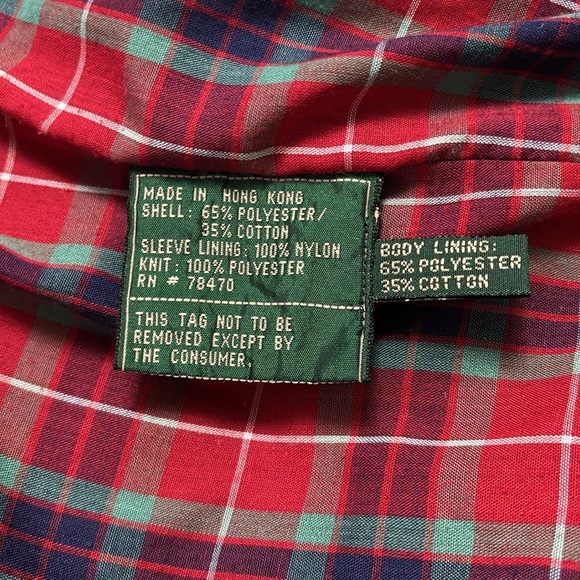 MADE IN HONG KONG
SHELL: 65% POLYESTER/
35% COTTON
SLEEVE LINING: 100% NYLON
KNIT: 100% POLYESTER
RN # 78470
THIS TAG NOT TO BE
REMOVED EXCEPT BY
THE CONSUMER.
BODY LINING:
65% POLYESTER
35% COTTON